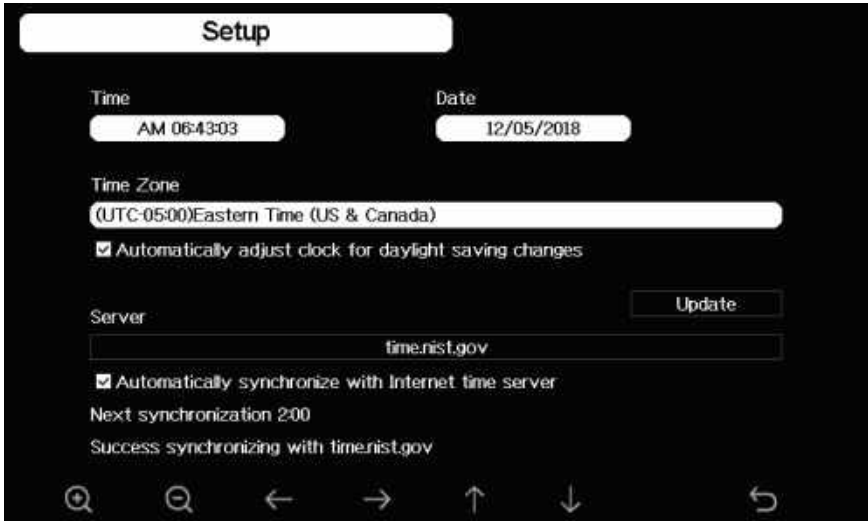 Setup
Time
Date
AM 06:43:03
12/05/2018
Time Zone
(UTC-05:00)Eastern Time (US & Canada)
Automatically adjust clock for daylight saving changes
Update
Server
time.nist.gov
Automatically synchronize with Internet time server
Next synchronization 2:00
Success synchronizing with time.nist.gov